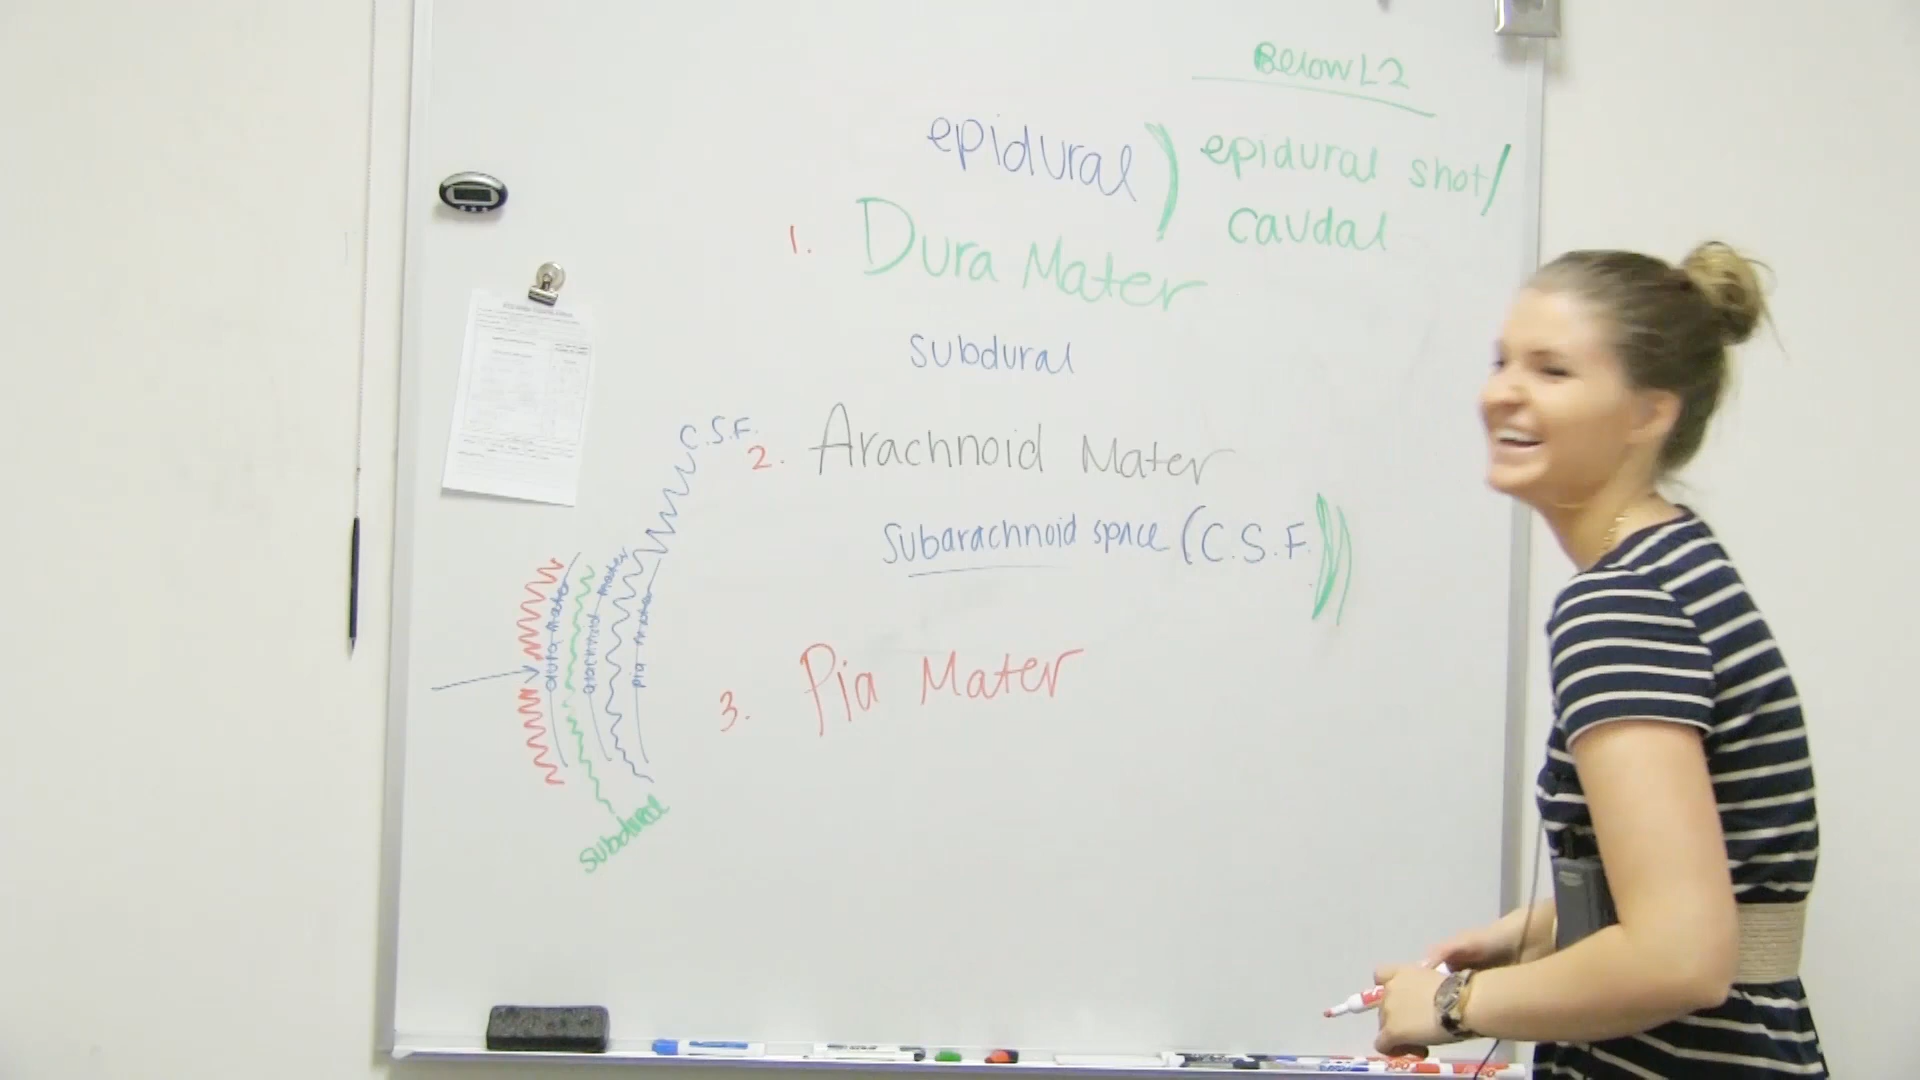 Below L2
epidural ) epidural shot/
caudal
1. Dura Mater
subdural
C.S.F.
2. Arachnoid Mater
Subarachnoid space (C.S.F.)
dura mater
arachnoid mater
pia mater
3. Pia Mater
subdural